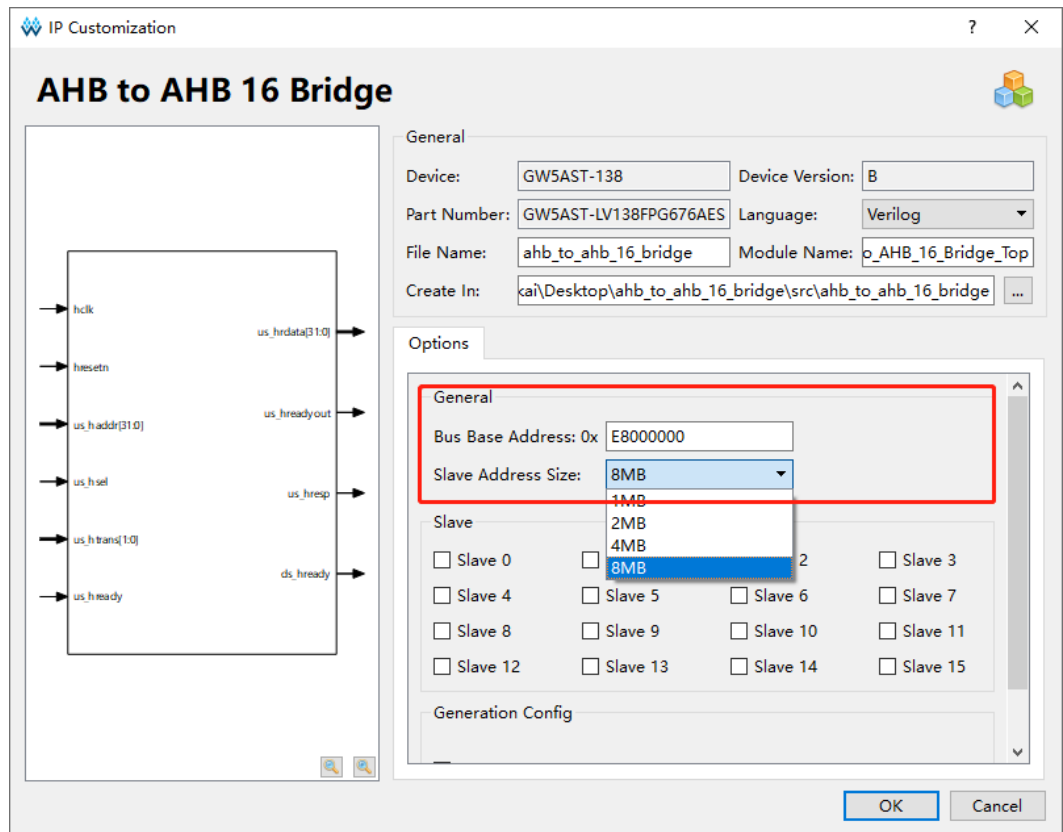 IP Customization ?
AHB to AHB 16 Bridge
hclk
hresetn
us_haddr[31:0]
us_hsel
us_htrans[1:0]
us_hready
us_hrdata[31:0]
us_hreadyout
us_hresp
ds_hready
General
Device: GW5AST-138 Device Version: B
Part Number: GW5AST-LV138FPG676AES Language: Verilog
File Name: ahb_to_ahb_16_bridge Module Name: o_AHB_16_Bridge_Top
Create In: kai\Desktop\ahb_to_ahb_16_bridge\src\ahb_to_ahb_16_bridge ...
Options
General
Bus Base Address: 0x E8000000
Slave Address Size: 8MB
1MB
2MB
4MB
8MB
Slave
Slave 0 2 Slave 3
Slave 4 Slave 5 Slave 6 Slave 7
Slave 8 Slave 9 Slave 10 Slave 11
Slave 12 Slave 13 Slave 14 Slave 15
Generation Config
OK Cancel